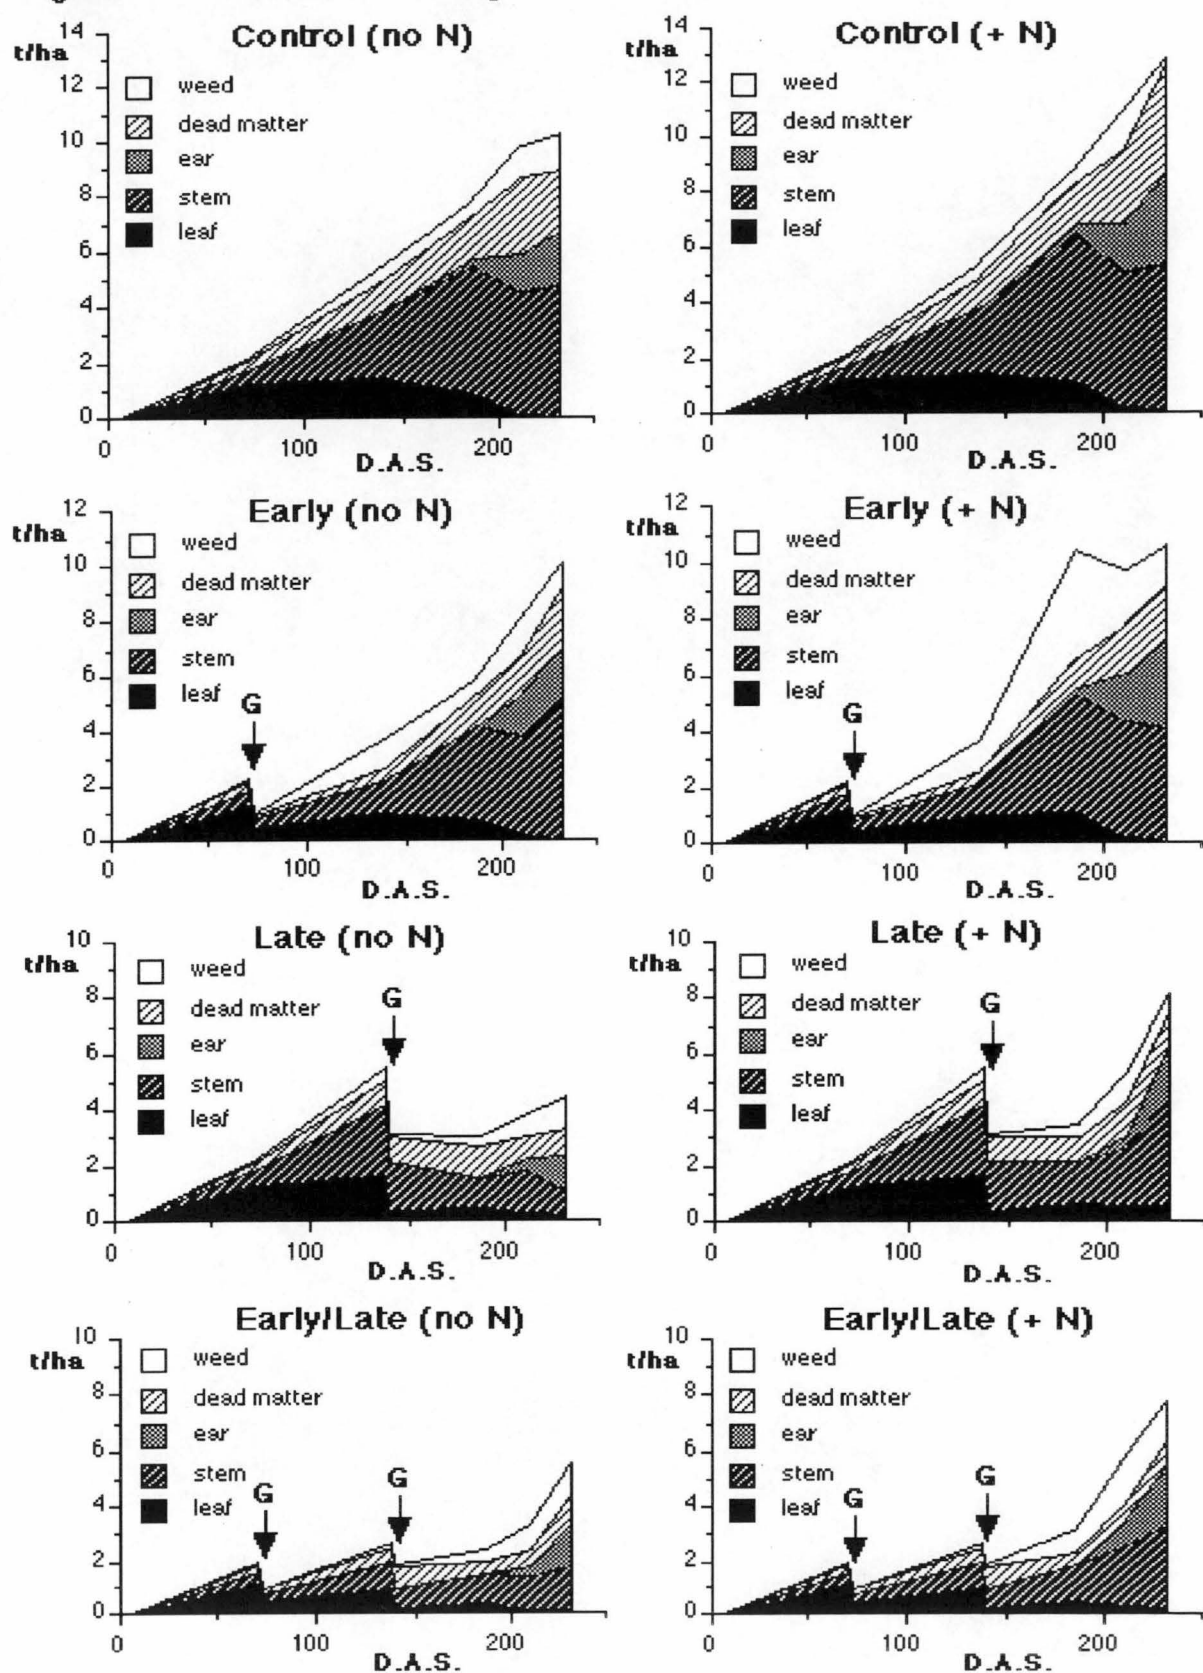 Control (no N)
t/ha
14
12
10
8
6
4
2
0
weed
dead matter
ear
stem
leaf
0
100
200
D.A.S.
Control (+ N)
t/ha
14
12
10
8
6
4
2
0
weed
dead matter
ear
stem
leaf
0
100
200
D.A.S.
Early (no N)
t/ha
12
10
8
6
4
2
0
weed
dead matter
ear
stem
leaf
G
0
100
200
D.A.S.
Early (+ N)
t/ha
12
10
8
6
4
2
0
weed
dead matter
ear
stem
leaf
G
0
100
200
D.A.S.
Late (no N)
t/ha
10
8
6
4
2
0
weed
dead matter
ear
stem
leaf
G
0
100
200
D.A.S.
Late (+ N)
t/ha
10
8
6
4
2
0
weed
dead matter
ear
stem
leaf
G
0
100
200
D.A.S.
Early/Late (no N)
t/ha
10
8
6
4
2
0
weed
dead matter
ear
stem
leaf
G
G
0
100
200
D.A.S.
Early/Late (+ N)
t/ha
10
8
6
4
2
0
weed
dead matter
ear
stem
leaf
G
G
0
100
200
D.A.S.